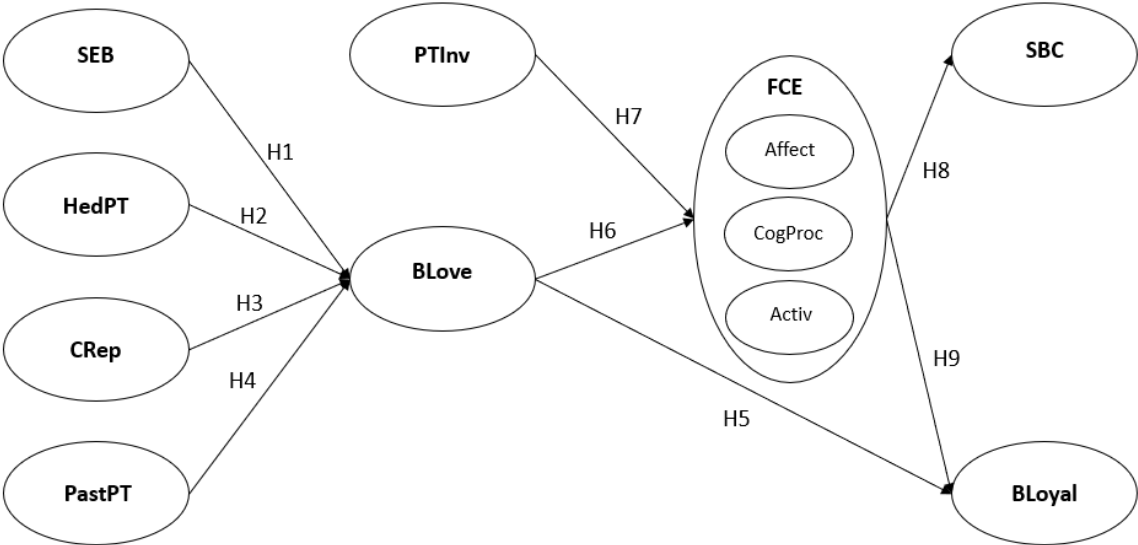 SEB
PTInv
SBC
FCE
H7
Affect
H1
H8
HedPT
H2
H6
CogProc
BLove
H3
Activ
CRep
H4
H9
H5
PastPT
BLoyal